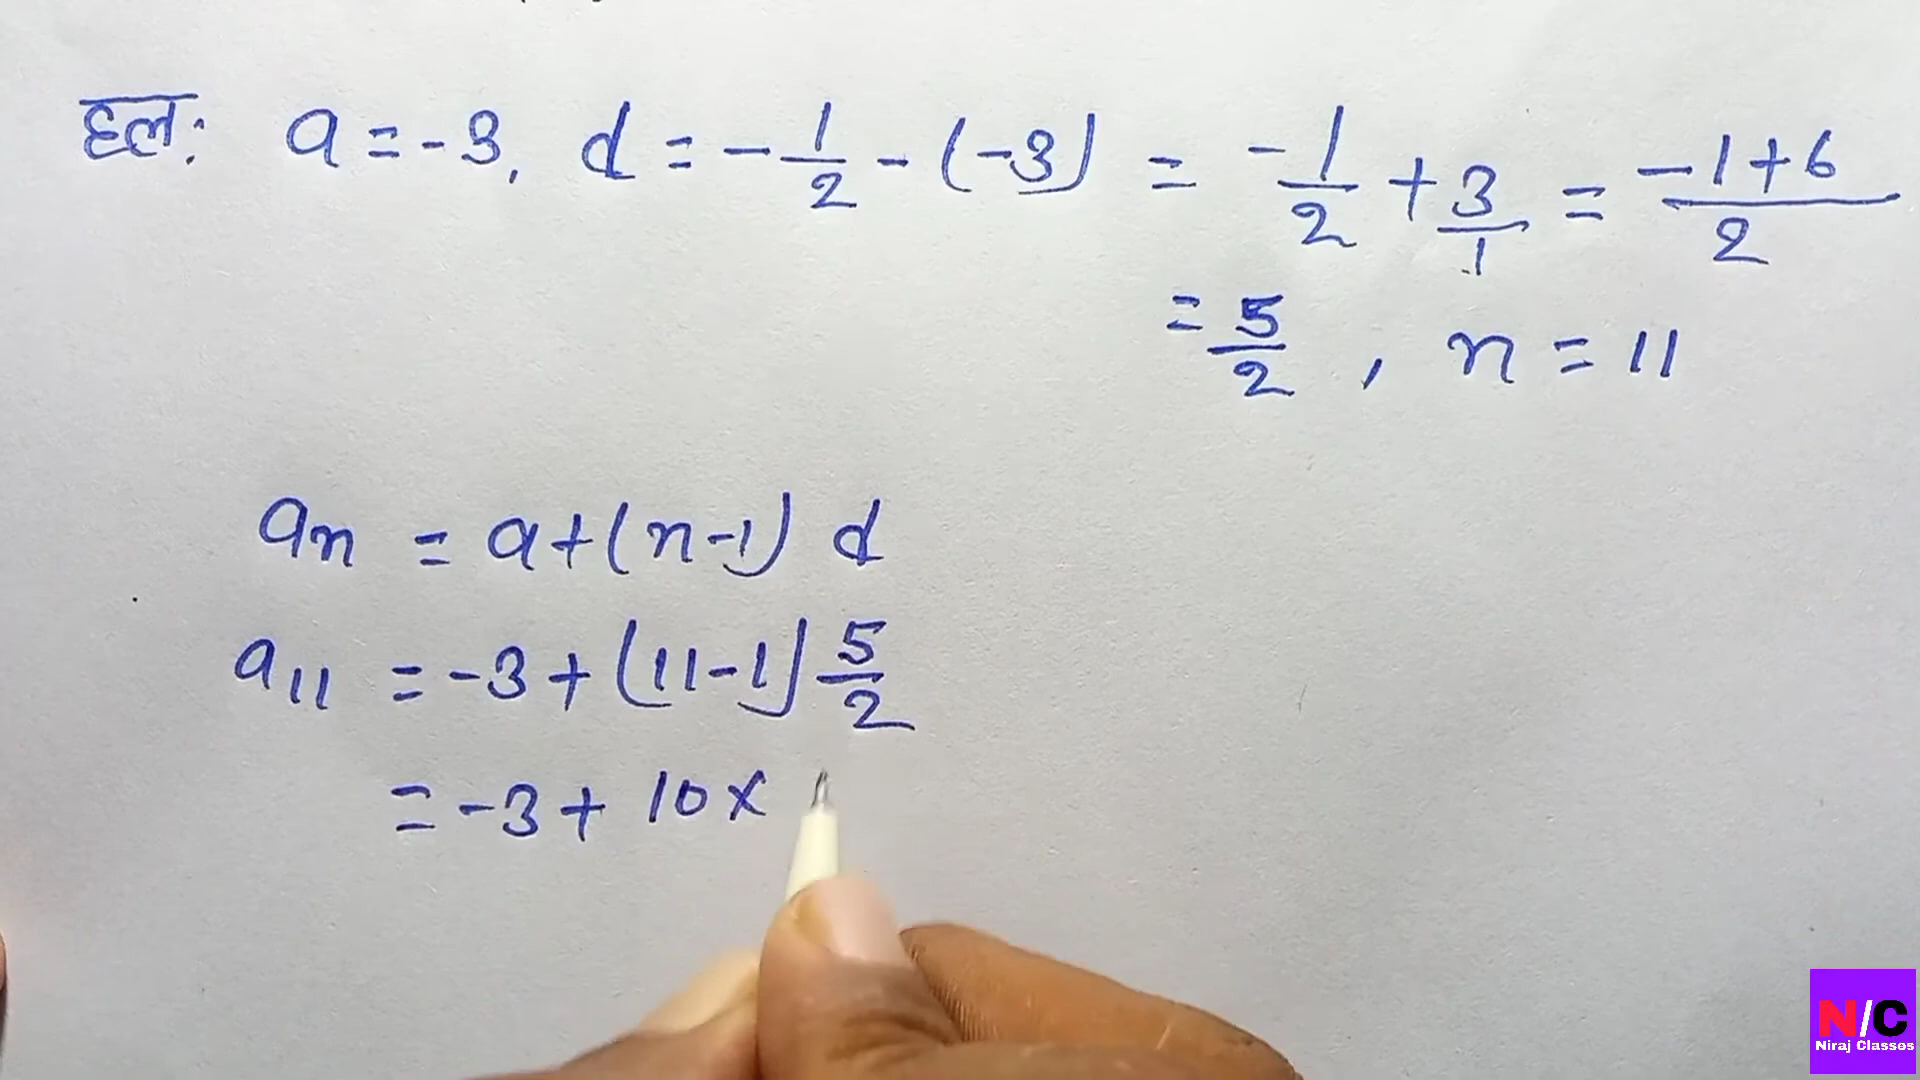 हल: a = -3, d = -1/2 - (-3) = -1/2 + 3/1 = -1+6/2
= 5/2 , n = 11
an = a+(n-1) d
a11 = -3+(11-1) 5/2
= -3+ 10x
N/C
Niraj Classes